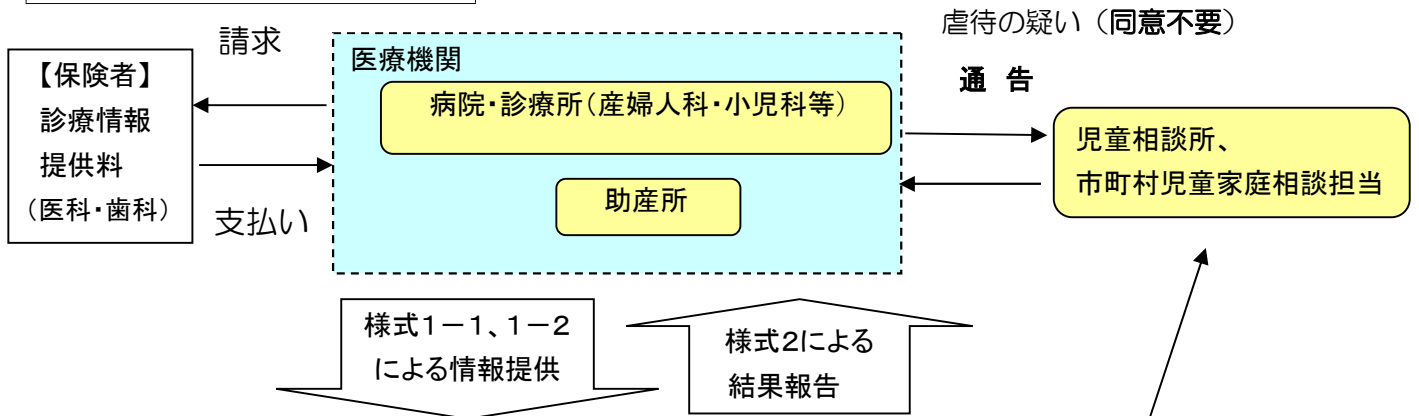 請求
【保険者】
診療情報
提供料
(医科・歯科)
支払い
医療機関
病院・診療所(産婦人科・小児科等)
助産所
虐待の疑い(同意不要)
通 告
児童相談所、
市町村児童家庭相談担当
様式1-1、1-2
による情報提供
様式2による
結果報告